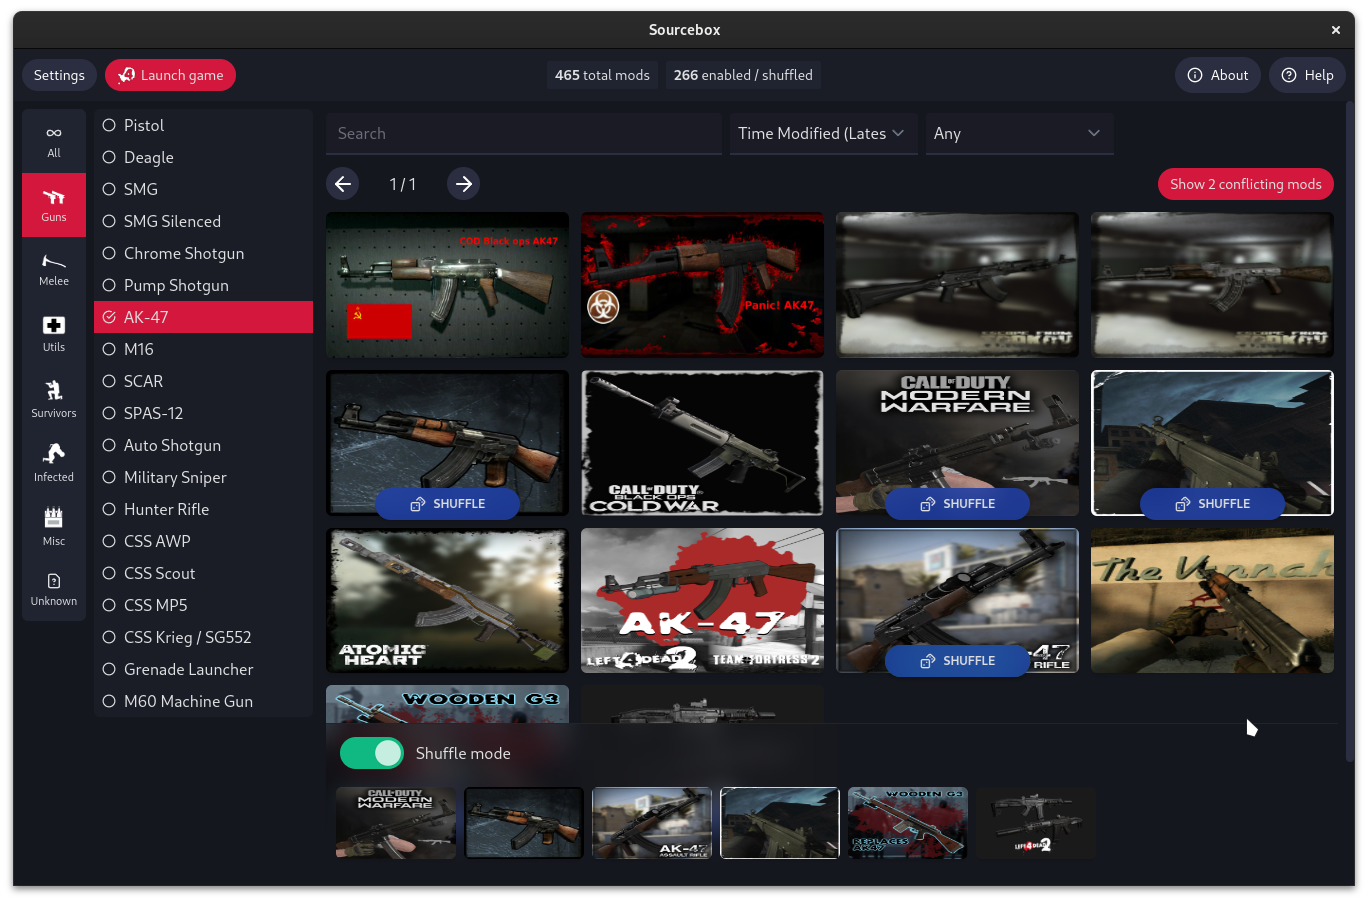 Sourcebox
Settings
Launch game
465 total mods
266 enabled / shuffled
About
Help
All
Guns
Melee
Utils
Survivors
Infected
Misc
Unknown
Pistol
Deagle
SMG
SMG Silenced
Chrome Shotgun
Pump Shotgun
AK-47
M16
SCAR
SPAS-12
Auto Shotgun
Military Sniper
Hunter Rifle
CSS AWP
CSS Scout
CSS MP5
CSS Krieg / SG552
Grenade Launcher
M60 Machine Gun
Search
Time Modified (Lates
Any
1 / 1
Show 2 conflicting mods
COD Black ops AK47
Panic! AK47
SHUFFLE
CALL OF DUTY
BLACK OPS
COLD WAR
CALL OF DUTY
MODERN
WARFARE
SHUFFLE
SHUFFLE
ATOMIC
HEART
AK-47
LEFT 4 DEAD 2
TEAM FORTRESS 2
-47
RIFLE
SHUFFLE
The Vannah
WOODEN G3
Shuffle mode
CALL OF DUTY
MODERN
WARFARE
AK-47
ASSAULT RIFLE
WOODEN G3
REPLACES
AK47
LEFT 4 DEAD 2